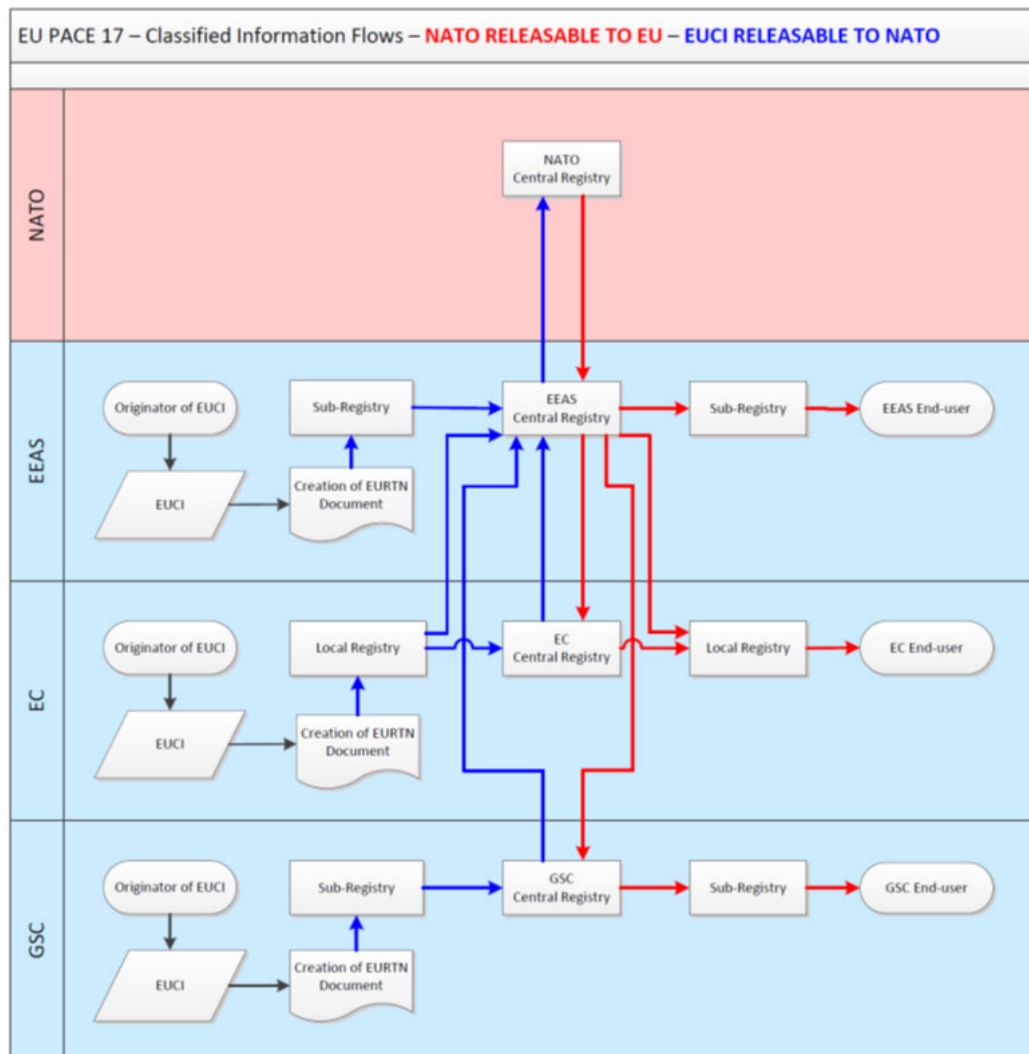 EU PACE 17 – Classified Information Flows – NATO RELEASABLE TO EU – EUCI RELEASABLE TO NATO
NATO
NATO
Central Registry
EEAS
Originator of EUCI
Sub-Registry
EEAS
Central Registry
Sub-Registry
EEAS End-user
EUCI
Creation of EURTN
Document
EC
Originator of EUCI
Local Registry
EC
Central Registry
Local Registry
EC End-user
EUCI
Creation of EURTN
Document
GSC
Originator of EUCI
Sub-Registry
GSC
Central Registry
Sub-Registry
GSC End-user
EUCI
Creation of EURTN
Document